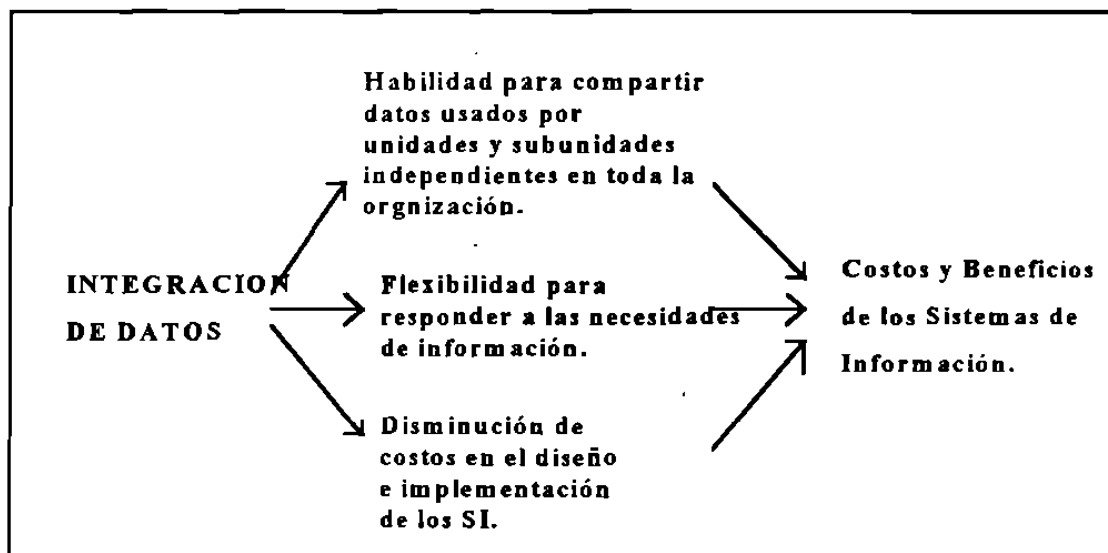 Habilidad para compartir
datos usados por
unidades y subunidades
independientes en toda la
orgnización.
INTEGRACION
DE DATOS
Flexibilidad para
responder a las necesidades
de información.
Costos y Beneficios
de los Sistemas de
Información.
Disminución de
costos en el diseño
e implementación
de los SI.